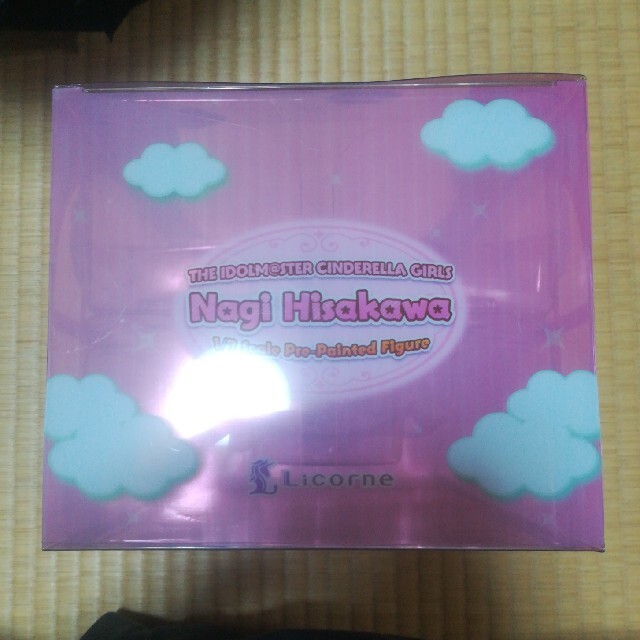 THE IDOLM@STER CINDERELLA GIRLS
Nagi Hisakawa
Pre-Painted Figure
Licorne